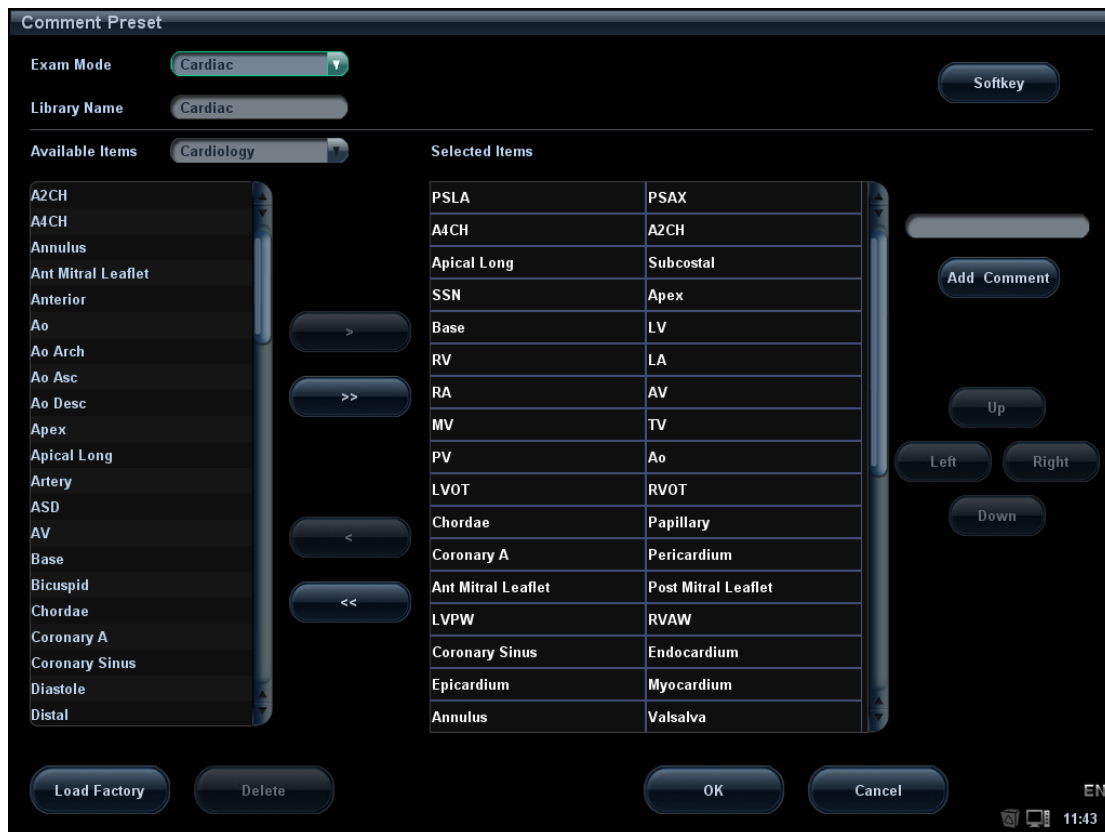 Comment Preset
Exam Mode Cardiac
Softkey
Library Name Cardiac
Available Items Cardiology Selected Items
A2CH
A4CH
Annulus
Ant Mitral Leaflet
Anterior
Ao
Ao Arch
Ao Asc
Ao Desc
Apex
Apical Long
Artery
ASD
AV
Base
Bicuspid
Chordae
Coronary A
Coronary Sinus
Diastole
Distal
>
>>
<
<<
PSLA PSAX
A4CH A2CH
Apical Long Subcostal
SSN Apex
Base LV
RV LA
RA AV
MV TV
PV Ao
LVOT RVOT
Chordae Papillary
Coronary A Pericardium
Ant Mitral Leaflet Post Mitral Leaflet
LVPW RVAW
Coronary Sinus Endocardium
Epicardium Myocardium
Annulus Valsalva
Add Comment
Up
Left Right
Down
Load Factory Delete OK Cancel EN
11:43